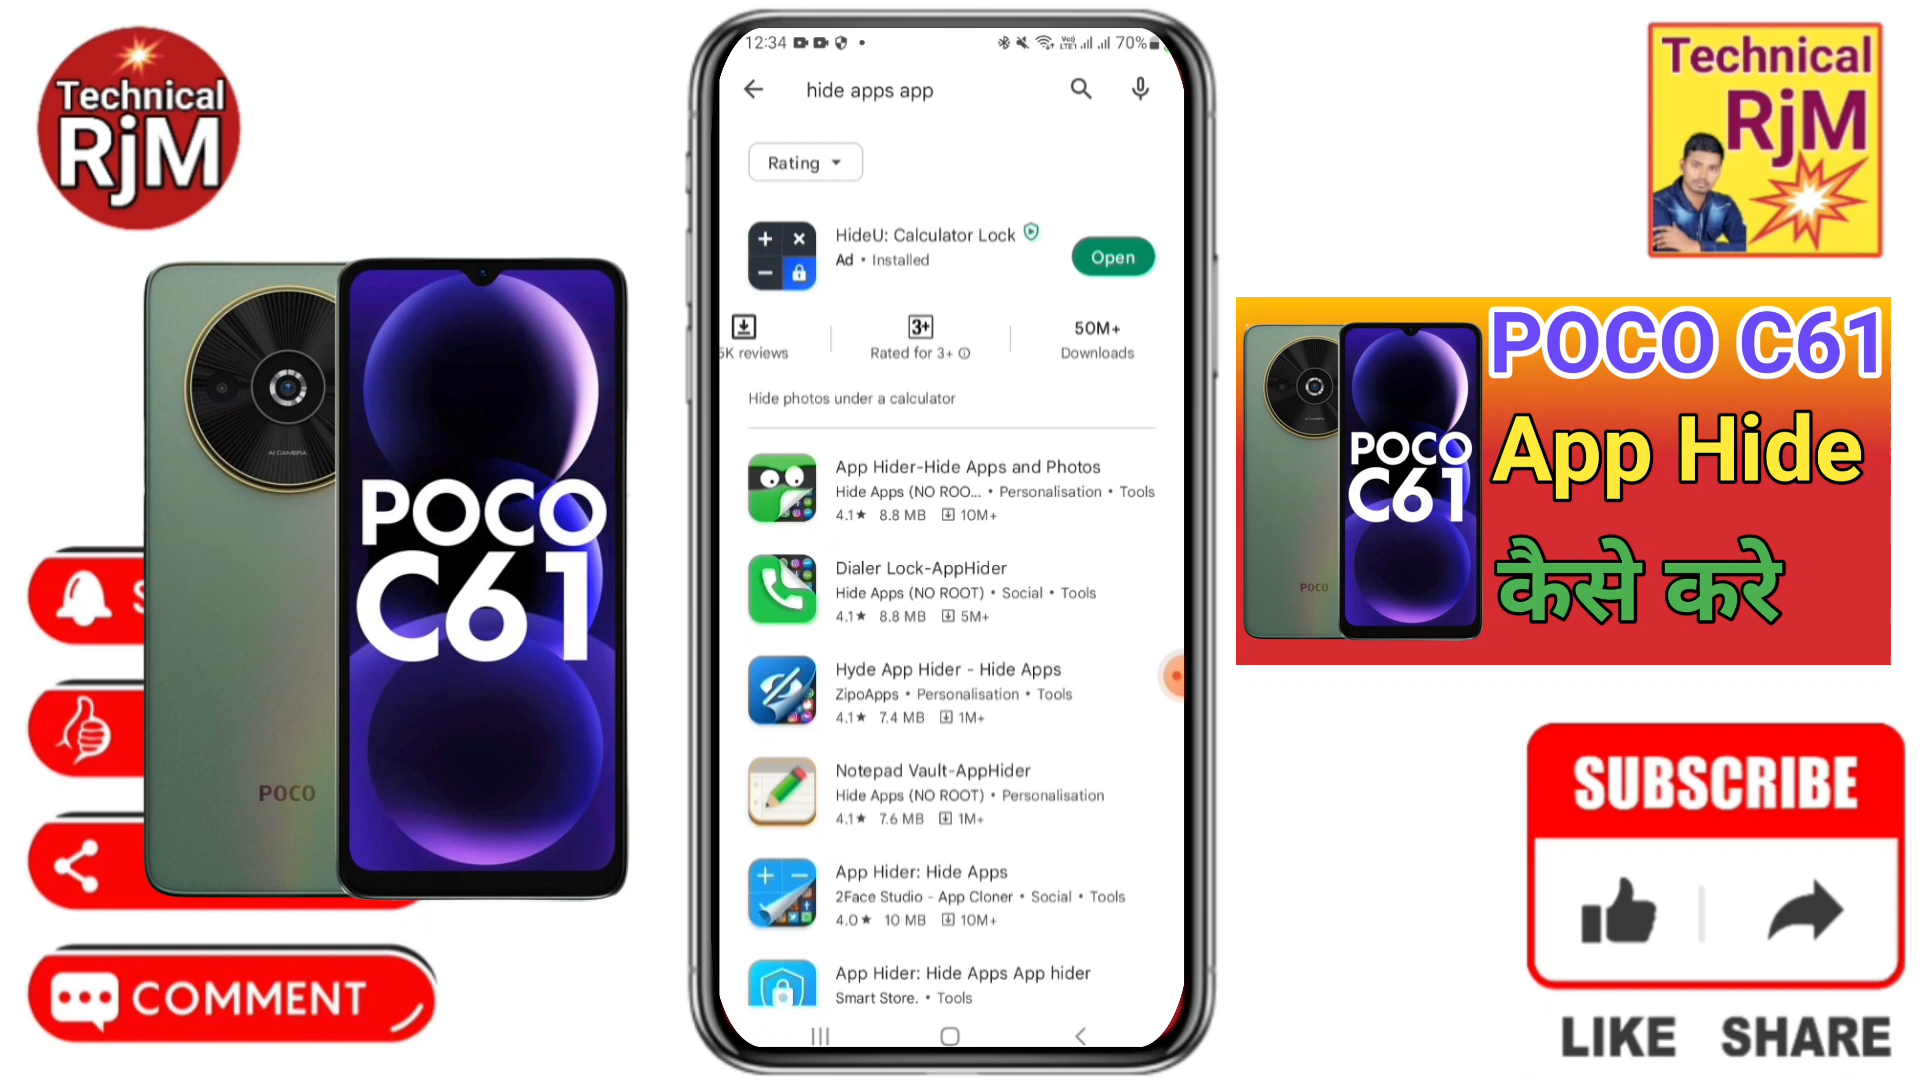 Technical
RjM
AI CAMERA
POCO
C61
POCO
COMMENT
12:34
70%
hide apps app
Rating
HideU: Calculator Lock
Ad • Installed
Open
5K reviews
3+
Rated for 3+
50M+
Downloads
Hide photos under a calculator
App Hider-Hide Apps and Photos
Hide Apps (NO ROO... • Personalisation • Tools
4.1★ 8.8 MB 10M+
Dialer Lock-AppHider
Hide Apps (NO ROOT) • Social • Tools
4.1★ 8.8 MB 5M+
Hyde App Hider - Hide Apps
ZipoApps • Personalisation • Tools
4.1★ 7.4 MB 1M+
Notepad Vault-AppHider
Hide Apps (NO ROOT) • Personalisation
4.1★ 7.6 MB 1M+
App Hider: Hide Apps
2Face Studio - App Cloner • Social • Tools
4.0★ 10 MB 10M+
App Hider: Hide Apps App hider
Smart Store. • Tools
Technical
RjM
POCO C61
App Hide
कैसे करे
POCO
C61
POCO
SUBSCRIBE
LIKE SHARE